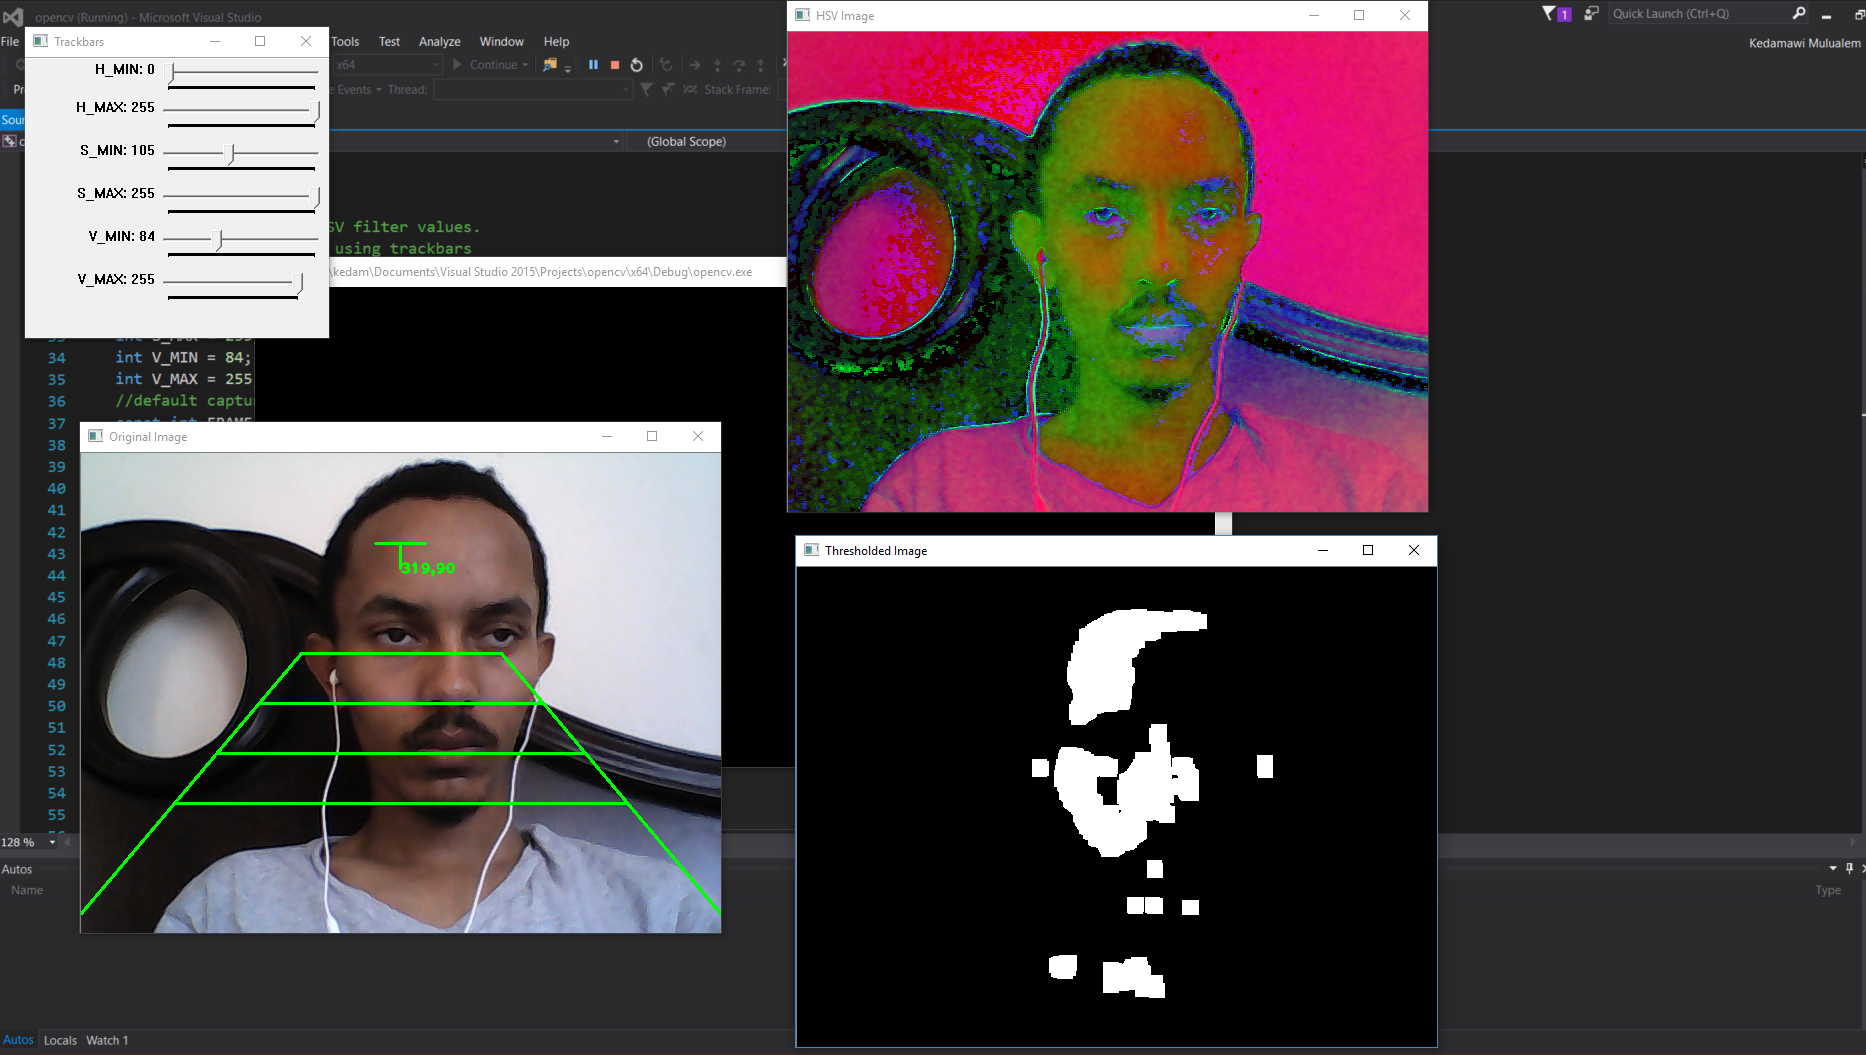 opencv (Running) - Microsoft Visual Studio
Quick Launch (Ctrl+Q)
1
Kedamawi Mulualem
File
Tools Test Analyze Window Help
x64 Continue
Events Thread: Stack Frame:
(Global Scope)
Trackbars
H_MIN: 0
H_MAX: 255
S_MIN: 105
S_MAX: 255
V_MIN: 84
V_MAX: 255
SV filter values.
using trackbars
\kedam\Documents\Visual Studio 2015\Projects\opencv\x64\Debug\opencv.exe
34 int V_MIN = 84;
35 int V_MAX = 255
36 //default captu
37
38
39
40
41
42
43
44
45
46
47
48
49
50
51
52
53
54
55
HSV Image
Original Image
319,90
Thresholded Image
128 %
Autos
Name
Type
Autos Locals Watch 1